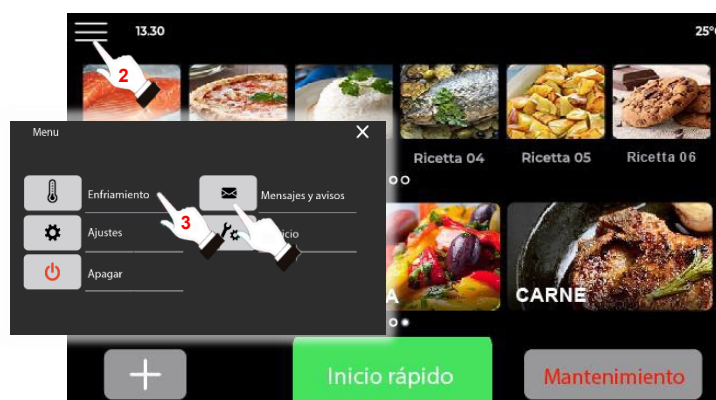 13.30
25°
2
Menu
X
Ricetta 04
Ricetta 05
Ricetta 06
Enfriamiento
Mensajes y avisos
3
Ajustes
icio
Apagar
A
CARNE
Inicio rápido
Mantenimiento